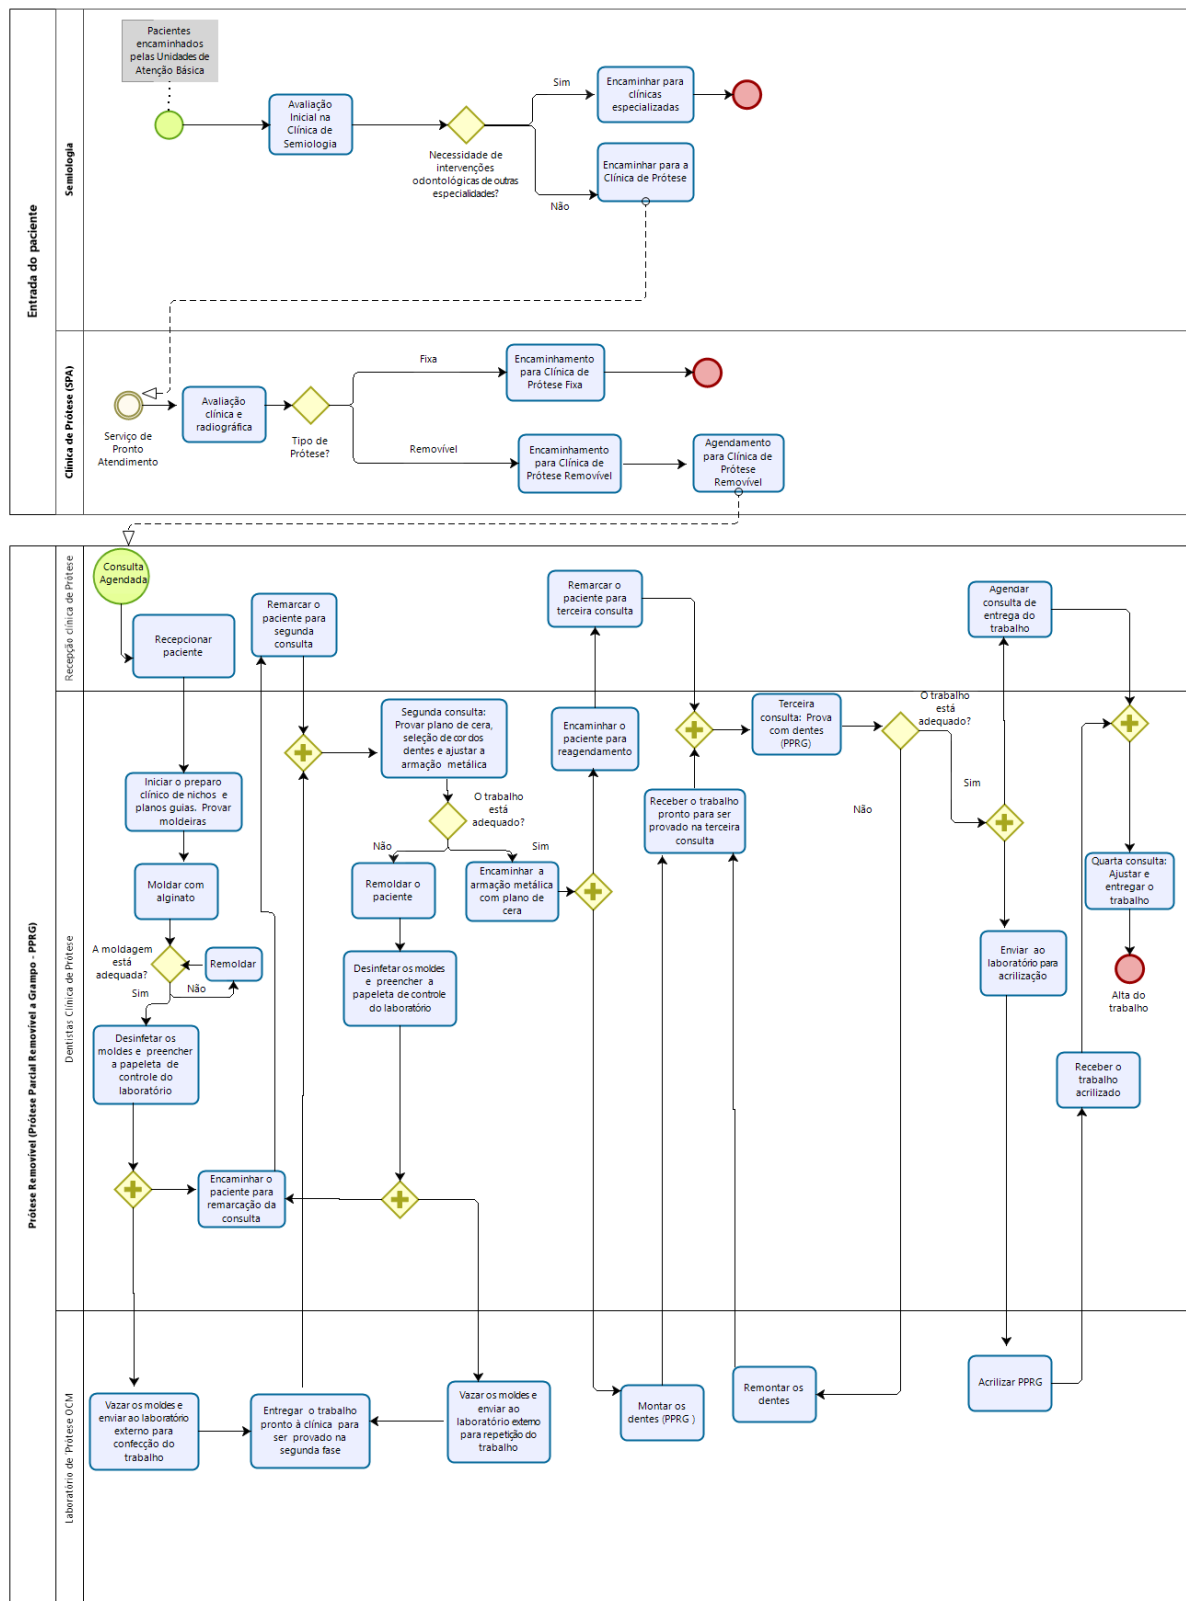 Pacientes
encaminhados
pelas Unidades de
Atenção Básica
Entrada do paciente
Semiologia
Avaliação
Inicial na
Clínica de
Semiologia
Necessidade de
intervenções
odontológicas de outras
especialidades?
Sim
Encaminhar para
clínicas
especializadas
Não
Encaminhar para a
Clínica de Prótese
Clínica de Prótese (SPA)
Serviço de
Pronto
Atendimento
Avaliação
clínica e
radiográfica
Tipo de
Prótese?
Fixa
Encaminhamento
para Clínica de
Prótese Fixa
Removível
Encaminhamento
para Clínica de
Prótese Removível
Agendamento
para Clínica de
Prótese
Removível
Prótese Removível (Prótese Parcial Removível a Grampo - PPRG)
Recepção clínica de Prótese
Consulta
Agendada
Recepcionar
paciente
Remarcar o
paciente para
segunda
consulta
Remarcar o
paciente para
terceira consulta
Agendar
consulta de
entrega do
trabalho
Dentistas Clínica de Prótese
Iniciar o preparo
clínico de nichos e
planos guias. Provar
moldeiras
Moldar com
alginato
A moldagem
está
adequada?
Remoldar
Sim
Não
Desinfetar os
moldes e preencher
a papeleta de
controle do
laboratório
Encaminhar o
paciente para
remarcação da
consulta
Segunda consulta:
Provar plano de cera,
seleção de cor dos
dentes e ajustar a
armação metálica
O trabalho
está
adequado?
Não
Sim
Remoldar o
paciente
Encaminhar a
armação metálica
com plano de
cera
Desinfetar os moldes
e preencher a
papeleta de controle
do laboratório
Encaminhar o
paciente para
reagendamento
Receber o trabalho
pronto para ser
provado na terceira
consulta
Terceira
consulta: Prova
com dentes
(PPRG)
O trabalho
está
adequado?
Sim
Não
Enviar ao
laboratório para
acrilização
Quarta consulta:
Ajustar e
entregar o
trabalho
Alta do
trabalho
Receber o
trabalho
acrilizado
Laboratório de Prótese OCM
Vazar os moldes e
enviar ao laboratório
externo para
confecção do
trabalho
Entregar o trabalho
pronto à clínica para
ser provado na
segunda fase
Vazar os moldes e
enviar ao
laboratório externo
para repetição do
trabalho
Montar os
dentes (PPRG )
Remontar os
dentes
Acrilizar PPRG